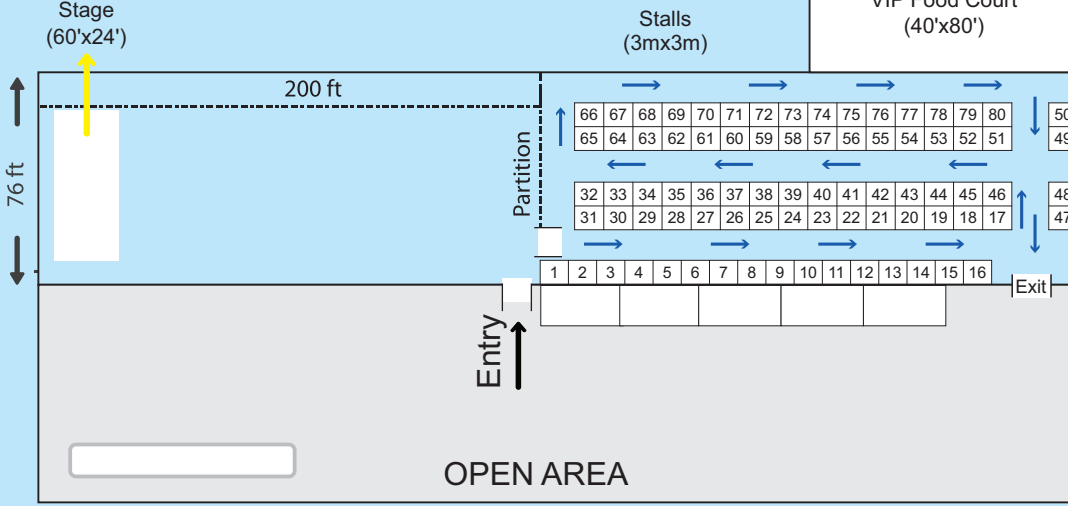 Stage
(60'x24')
Stalls
(3mx3m)
VIP Food Court
(40'x80')
200 ft
76 ft
Partition
66 67 68 69 70 71 72 73 74 75 76 77 78 79 80 50
65 64 63 62 61 60 59 58 57 56 55 54 53 52 51 49
32 33 34 35 36 37 38 39 40 41 42 43 44 45 46 48
31 30 29 28 27 26 25 24 23 22 21 20 19 18 17 47
1 2 3 4 5 6 7 8 9 10 11 12 13 14 15 16
Exit
Entry
OPEN AREA